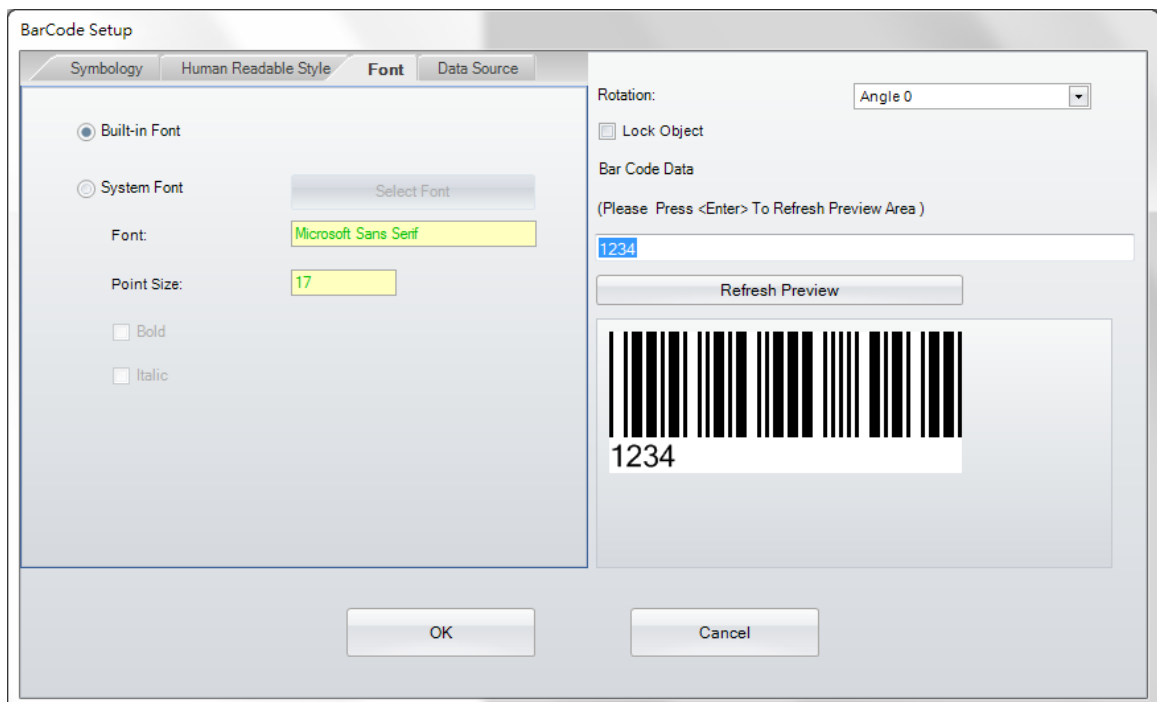 BarCode Setup
Symbology Human Readable Style Font Data Source
Built-in Font
System Font Select Font
Font: Microsoft Sans Serif
Point Size: 17
Bold
Italic
Rotation: Angle 0
Lock Object
Bar Code Data
(Please Press <Enter> To Refresh Preview Area )
1234
Refresh Preview
1234
OK Cancel